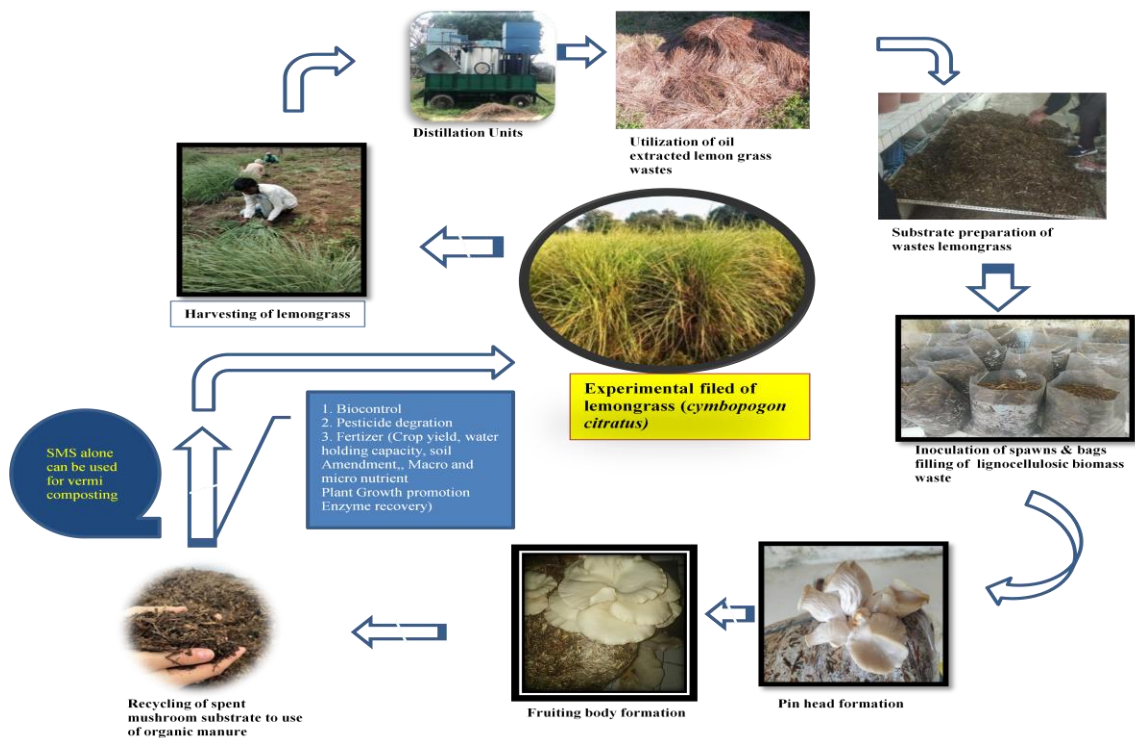 Distillation Units
Utilization of oil
extracted lemon grass
wastes
Substrate preparation of
wastes lemongrass
Harvesting of lemongrass
Experimental filed of
lemongrass (cymbopogon
citratus)
Inoculation of spawns & bags
filling of lignocellulosic biomass
waste
1. Biocontrol
2. Pesticide degration
3. Fertizer (Crop yield, water
holding capacity, soil
Amendment,, Macro and
micro nutrient
Plant Growth promotion
Enzyme recovery)
SMS alone
can be used
for vermi
composting
Recycling of spent
mushroom substrate to use
of organic manure
Fruiting body formation
Pin head formation